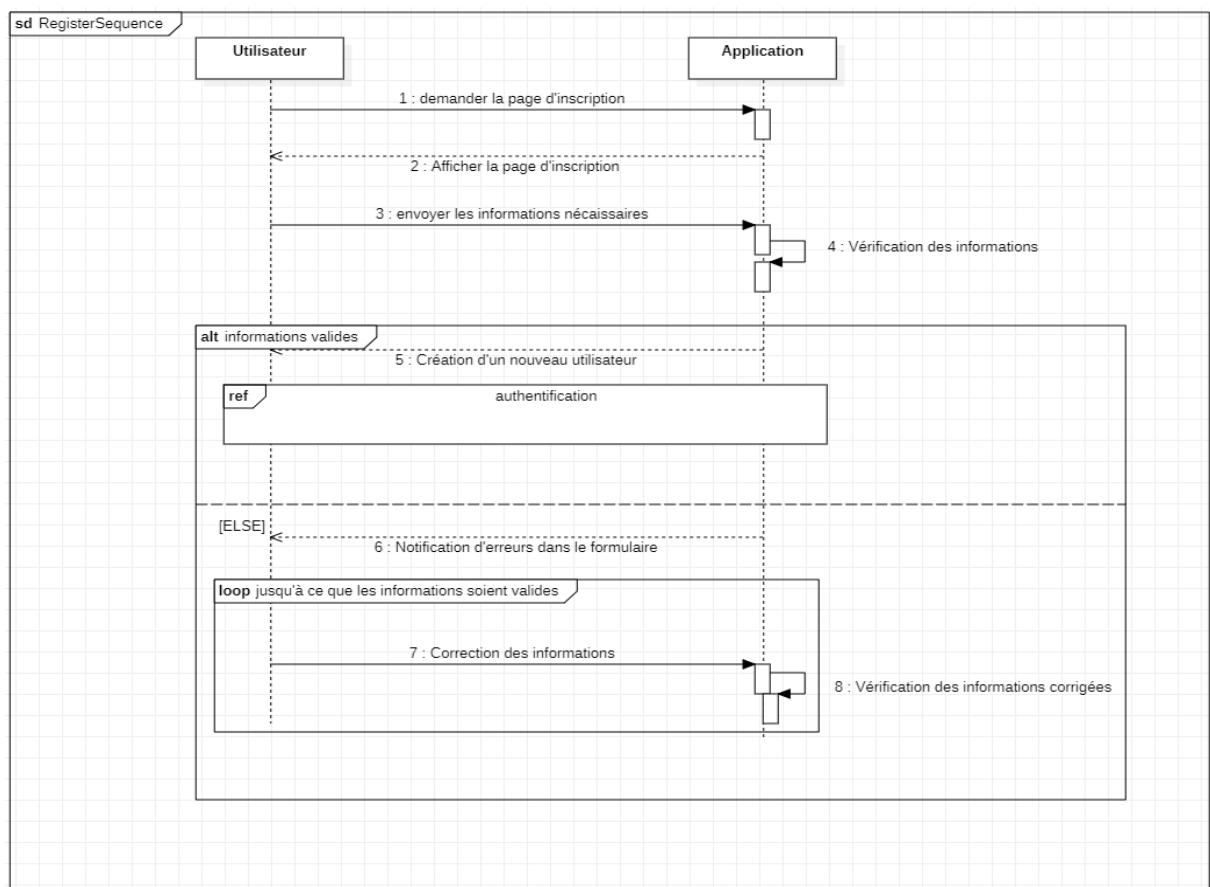 sd RegisterSequence
Utilisateur
Application
1 : demander la page d'inscription
2 : Afficher la page d'inscription
3 : envoyer les informations nécaissaires
4 : Vérification des informations
alt informations valides
5 : Création d'un nouveau utilisateur
ref
authentification
[ELSE]
6 : Notification d'erreurs dans le formulaire
loop jusqu'à ce que les informations soient valides
7 : Correction des informations
8 : Vérification des informations corrigées